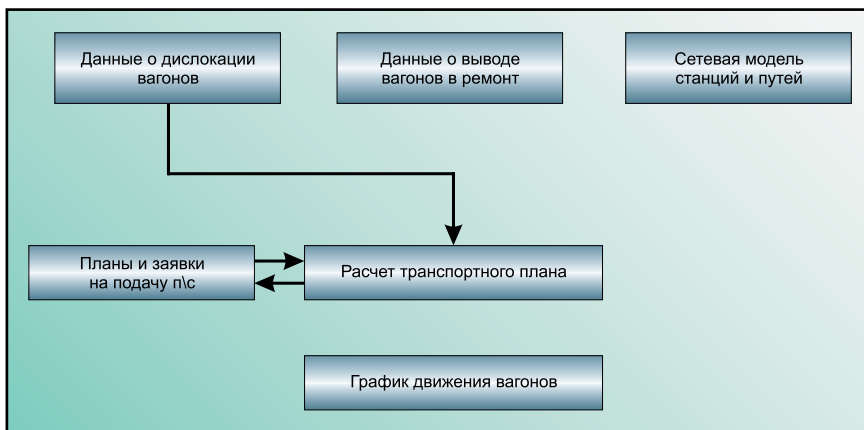 Данные о дислокации
вагонов
Данные о выводе
вагонов в ремонт
Сетевая модель
станций и путей
Планы и заявки
на подачу п\с
Расчет транспортного плана
График движения вагонов